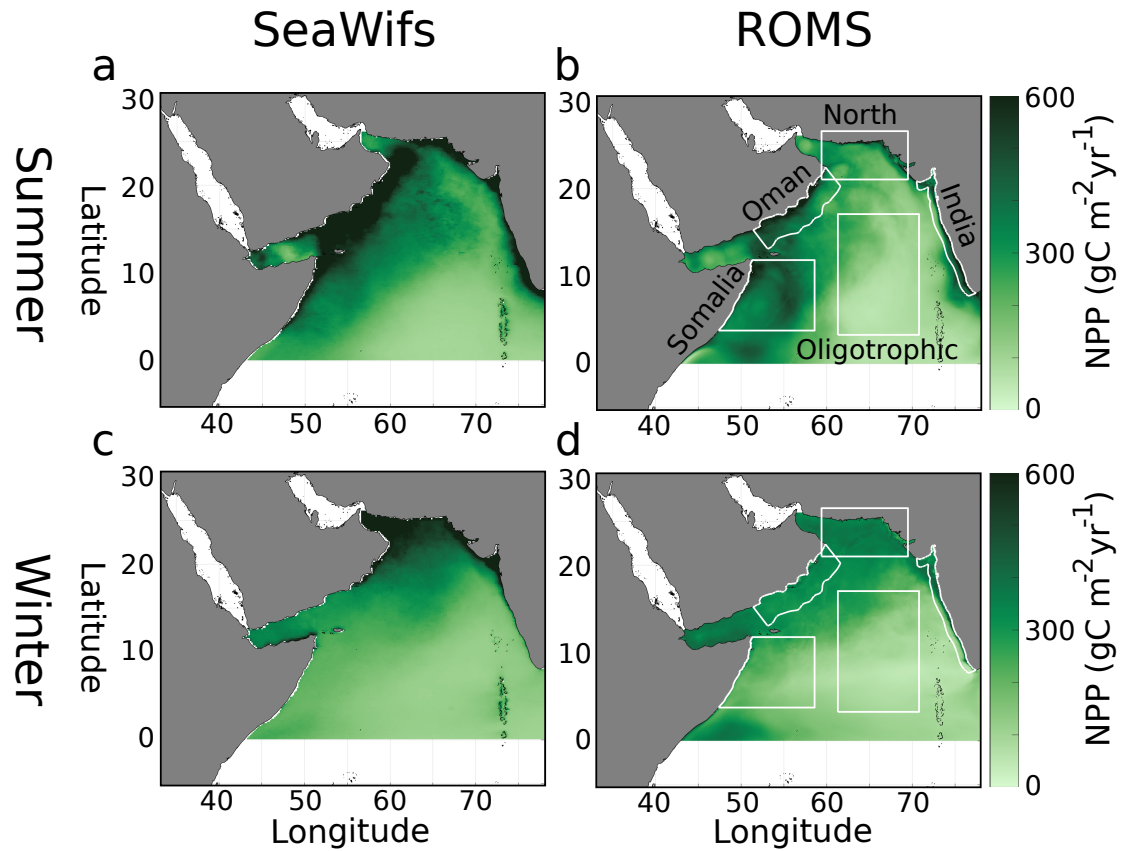 SeaWifs
ROMS
a
b
Summer
Latitude
30
20
10
0
40
50
60
70
30
20
10
0
40
50
60
70
North
Oman
India
Somalia
Oligotrophic
600
300
0
NPP (gC m-2yr-1)
c
d
Winter
Latitude
30
20
10
0
40
50
60
70
Longitude
30
20
10
0
40
50
60
70
Longitude
600
300
0
NPP (gC m-2yr-1)